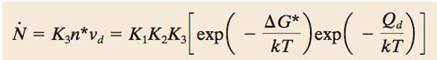 Ṅ = K₃n*ν_d = K₁K₂K₃[exp(−ΔG*/kT)exp(−Q_d/kT)]